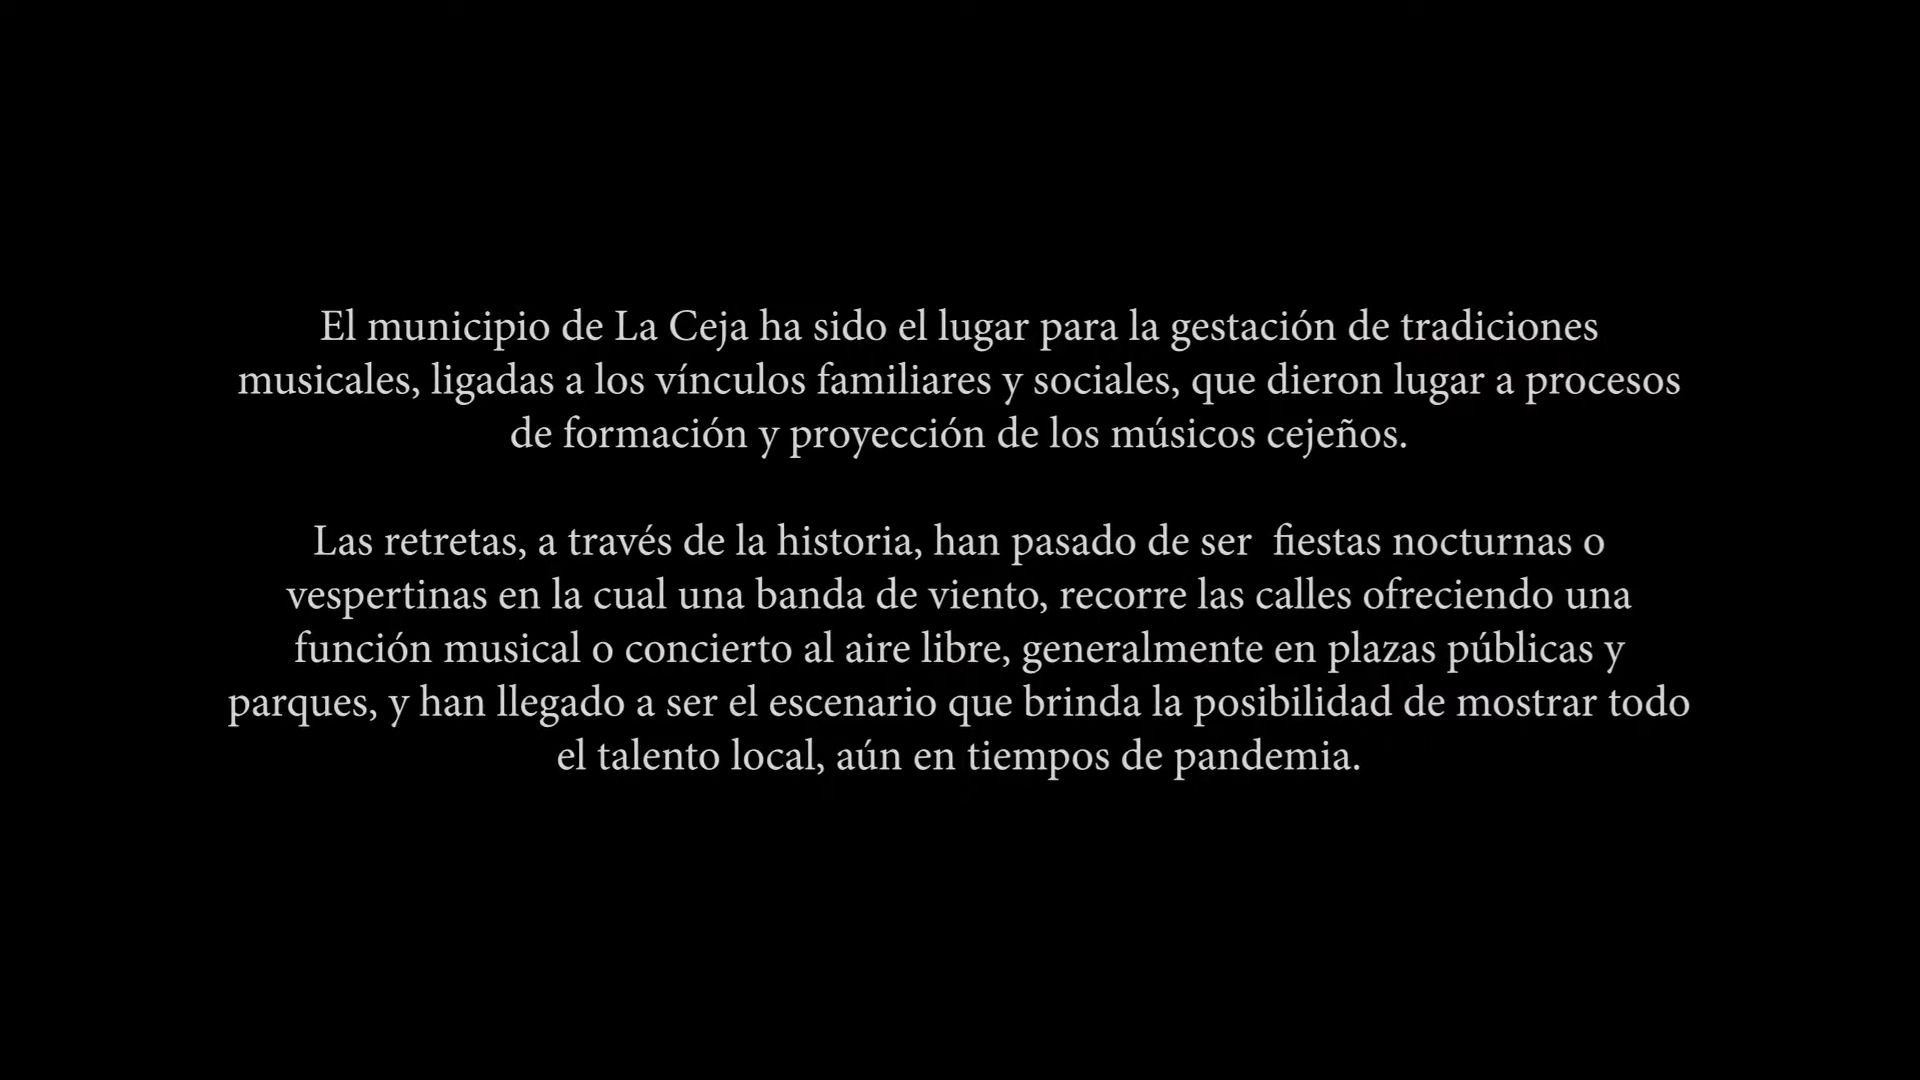 El municipio de La Ceja ha sido el lugar para la gestación de tradiciones
musicales, ligadas a los vínculos familiares y sociales, que dieron lugar a procesos
de formación y proyección de los músicos cejeños.
Las retretas, a través de la historia, han pasado de ser  fiestas nocturnas o
vespertinas en la cual una banda de viento, recorre las calles ofreciendo una
función musical o concierto al aire libre, generalmente en plazas públicas y
parques, y han llegado a ser el escenario que brinda la posibilidad de mostrar todo
el talento local, aún en tiempos de pandemia.